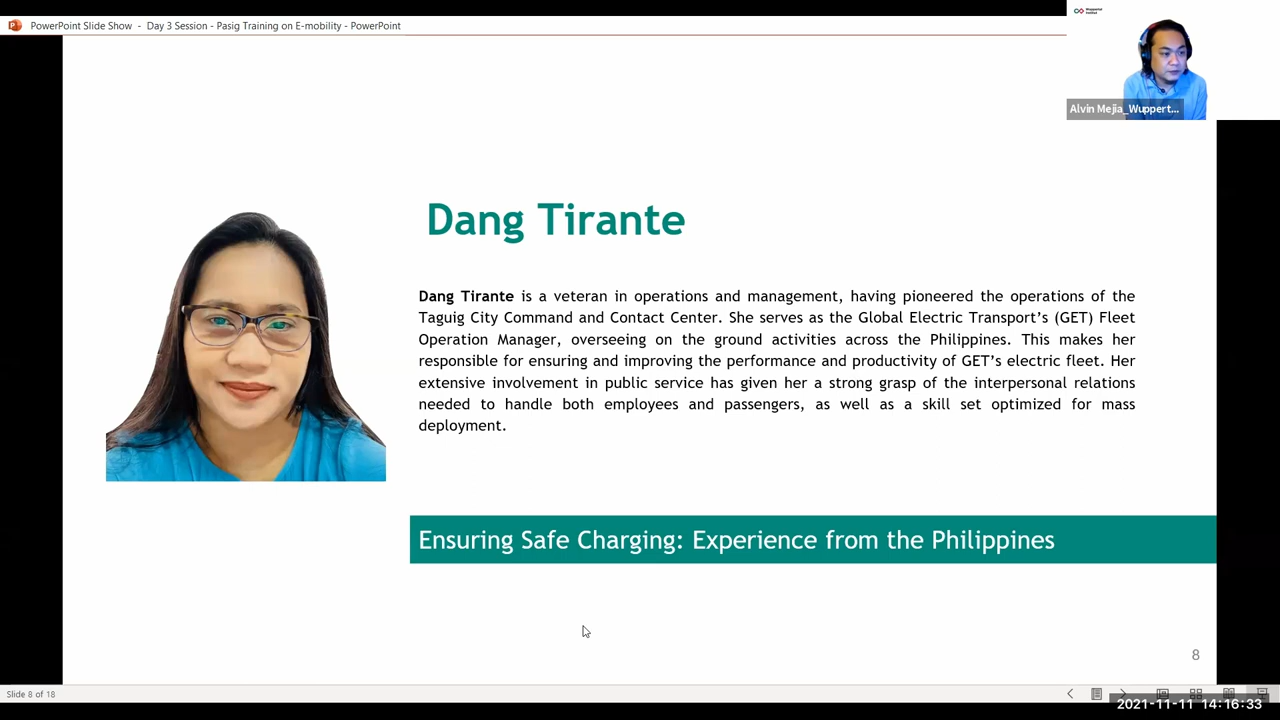 PowerPoint Slide Show - Day 3 Session - Pasig Training on E-mobility - PowerPoint
Wuppertal
Institut
Alvin Mejia_Wuppert...
Dang Tirante
Dang Tirante is a veteran in operations and management, having pioneered the operations of the
Taguig City Command and Contact Center. She serves as the Global Electric Transport's (GET) Fleet
Operation Manager, overseeing on the ground activities across the Philippines. This makes her
responsible for ensuring and improving the performance and productivity of GET's electric fleet. Her
extensive involvement in public service has given her a strong grasp of the interpersonal relations
needed to handle both employees and passengers, as well as a skill set optimized for mass
deployment.
Ensuring Safe Charging: Experience from the Philippines
8
Slide 8 of 18
2021-11-11 14:16:33